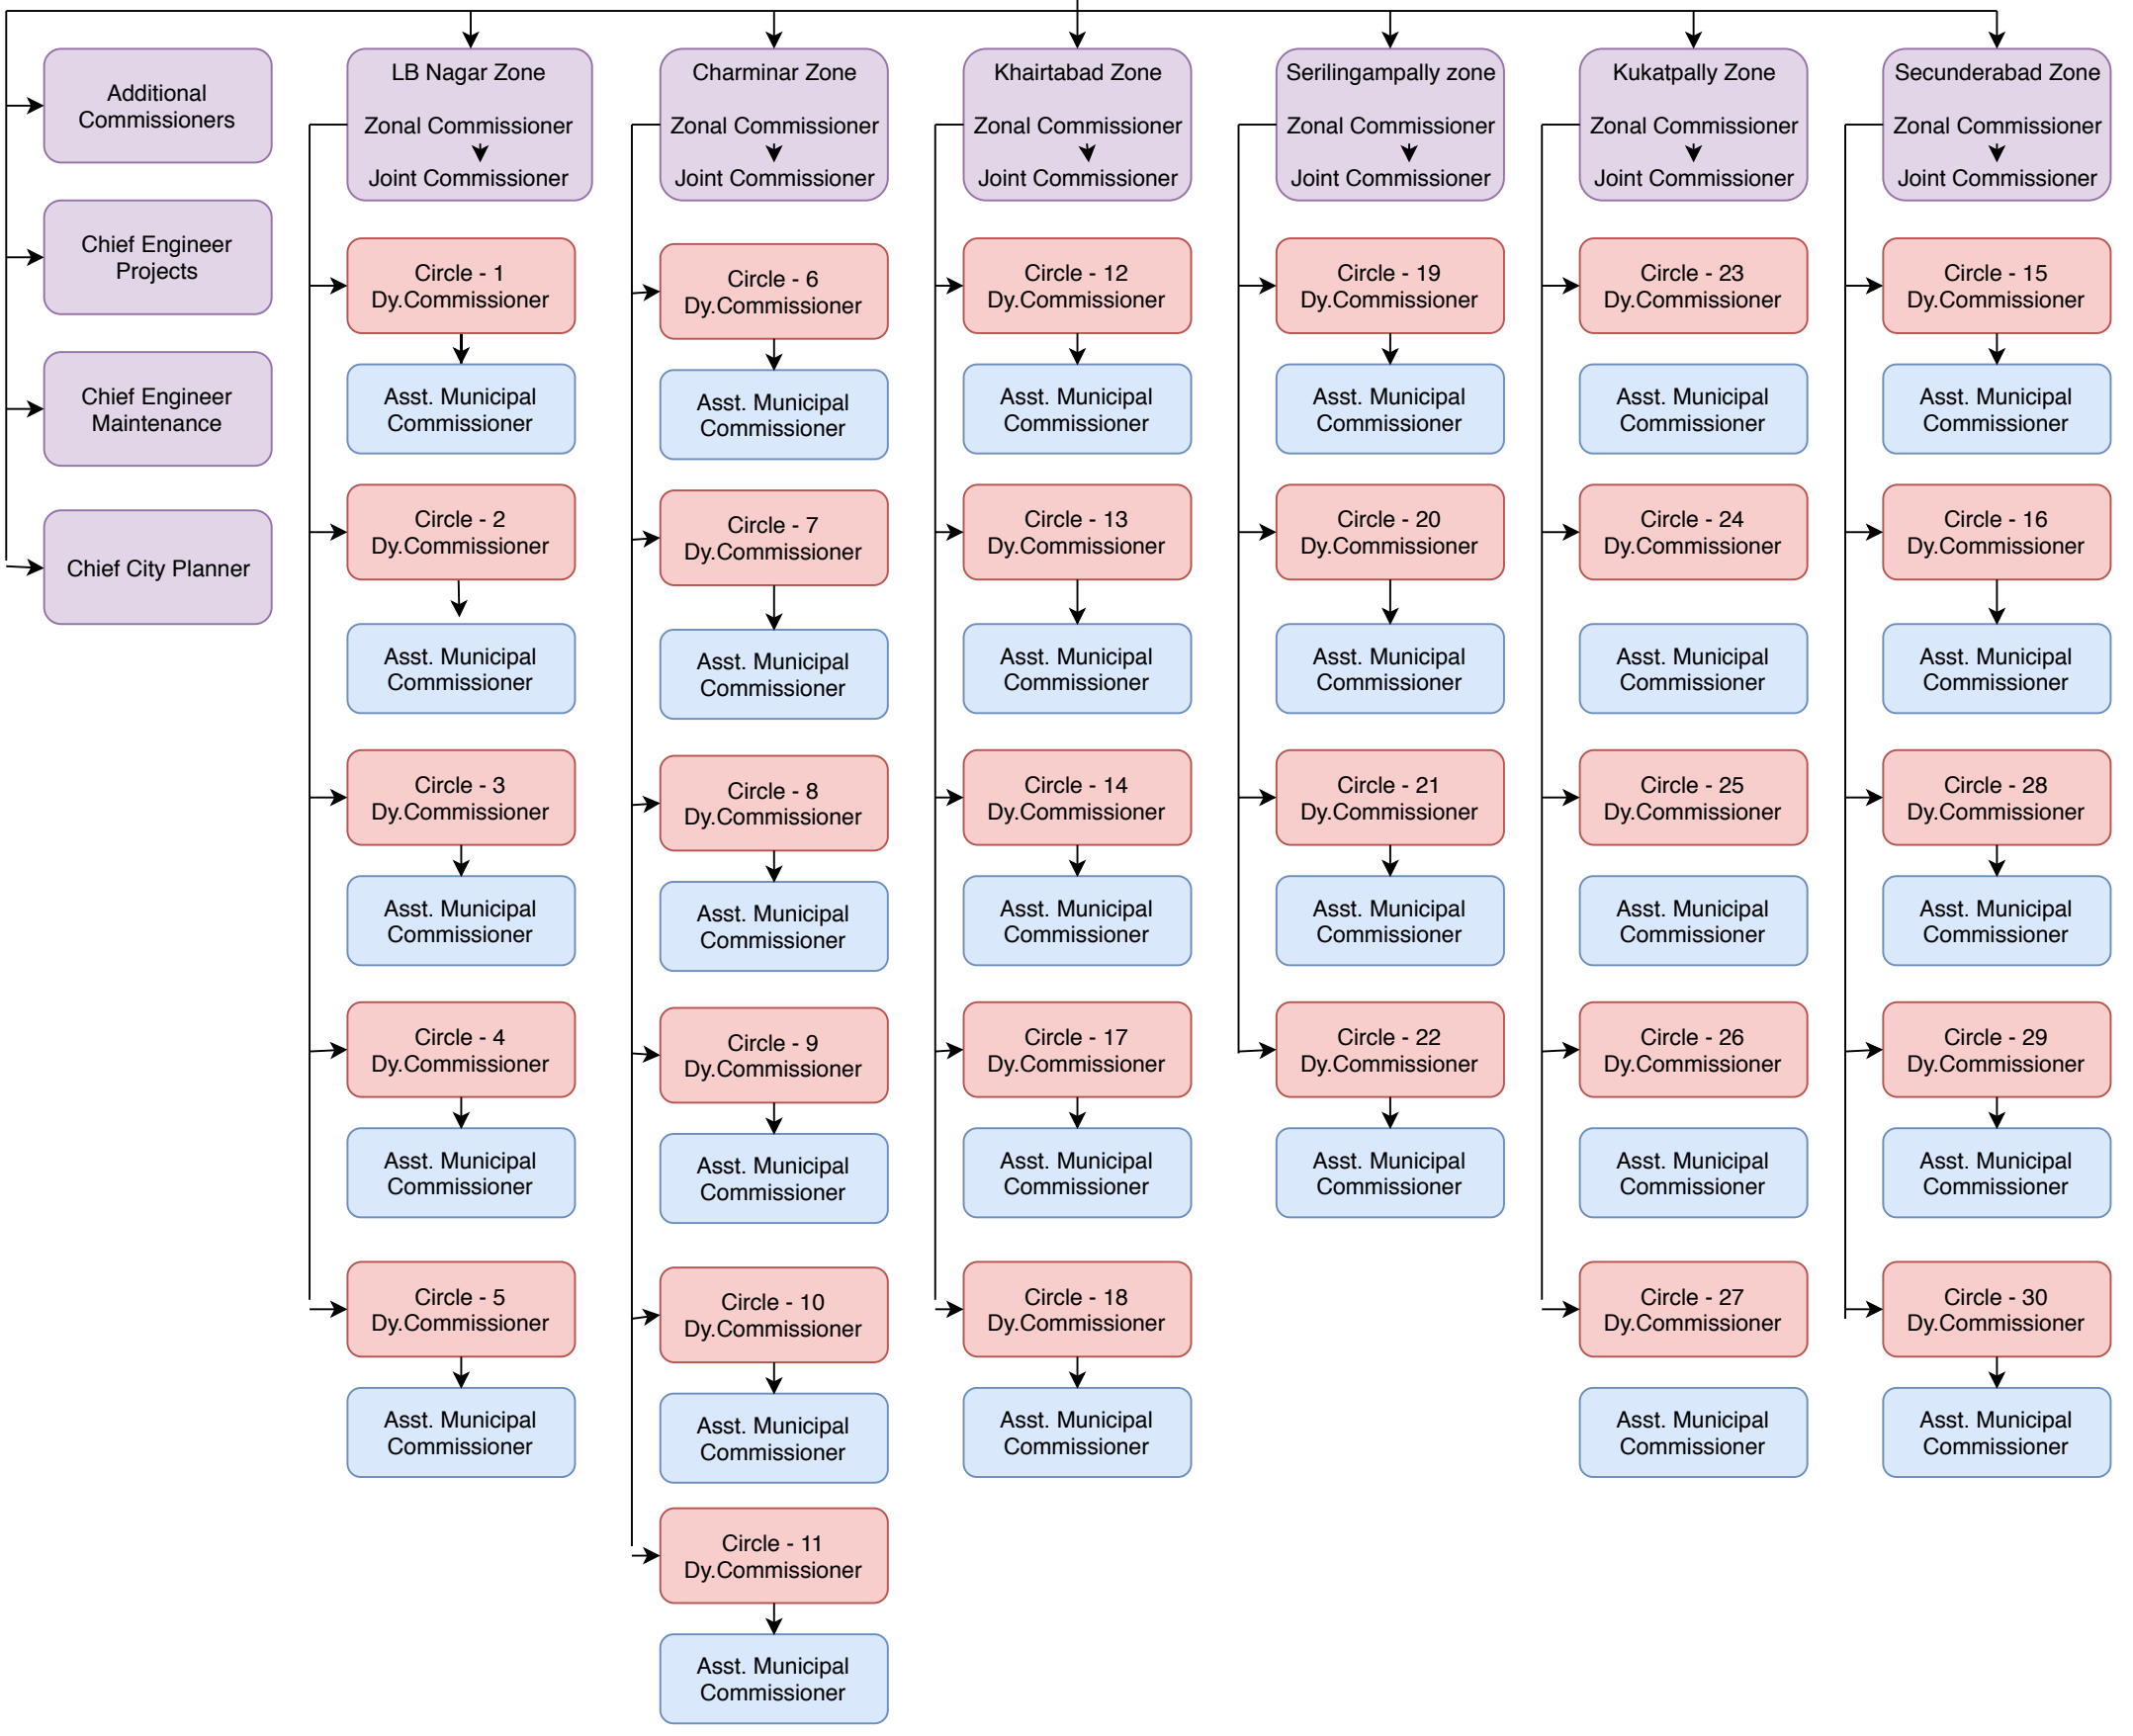 Additional
Commissioners
Chief Engineer
Projects
Chief Engineer
Maintenance
Chief City Planner
LB Nagar Zone
Zonal Commissioner
Joint Commissioner
Circle - 1
Dy.Commissioner
Asst. Municipal
Commissioner
Circle - 2
Dy.Commissioner
Asst. Municipal
Commissioner
Circle - 3
Dy.Commissioner
Asst. Municipal
Commissioner
Circle - 4
Dy.Commissioner
Asst. Municipal
Commissioner
Circle - 5
Dy.Commissioner
Asst. Municipal
Commissioner
Charminar Zone
Zonal Commissioner
Joint Commissioner
Circle - 6
Dy.Commissioner
Asst. Municipal
Commissioner
Circle - 7
Dy.Commissioner
Asst. Municipal
Commissioner
Circle - 8
Dy.Commissioner
Asst. Municipal
Commissioner
Circle - 9
Dy.Commissioner
Asst. Municipal
Commissioner
Circle - 10
Dy.Commissioner
Asst. Municipal
Commissioner
Circle - 11
Dy.Commissioner
Asst. Municipal
Commissioner
Khairtabad Zone
Zonal Commissioner
Joint Commissioner
Circle - 12
Dy.Commissioner
Asst. Municipal
Commissioner
Circle - 13
Dy.Commissioner
Asst. Municipal
Commissioner
Circle - 14
Dy.Commissioner
Asst. Municipal
Commissioner
Circle - 17
Dy.Commissioner
Asst. Municipal
Commissioner
Circle - 18
Dy.Commissioner
Asst. Municipal
Commissioner
Serilingampally zone
Zonal Commissioner
Joint Commissioner
Circle - 19
Dy.Commissioner
Asst. Municipal
Commissioner
Circle - 20
Dy.Commissioner
Asst. Municipal
Commissioner
Circle - 21
Dy.Commissioner
Asst. Municipal
Commissioner
Circle - 22
Dy.Commissioner
Asst. Municipal
Commissioner
Kukatpally Zone
Zonal Commissioner
Joint Commissioner
Circle - 23
Dy.Commissioner
Asst. Municipal
Commissioner
Circle - 24
Dy.Commissioner
Asst. Municipal
Commissioner
Circle - 25
Dy.Commissioner
Asst. Municipal
Commissioner
Circle - 26
Dy.Commissioner
Asst. Municipal
Commissioner
Circle - 27
Dy.Commissioner
Asst. Municipal
Commissioner
Secunderabad Zone
Zonal Commissioner
Joint Commissioner
Circle - 15
Dy.Commissioner
Asst. Municipal
Commissioner
Circle - 16
Dy.Commissioner
Asst. Municipal
Commissioner
Circle - 28
Dy.Commissioner
Asst. Municipal
Commissioner
Circle - 29
Dy.Commissioner
Asst. Municipal
Commissioner
Circle - 30
Dy.Commissioner
Asst. Municipal
Commissioner